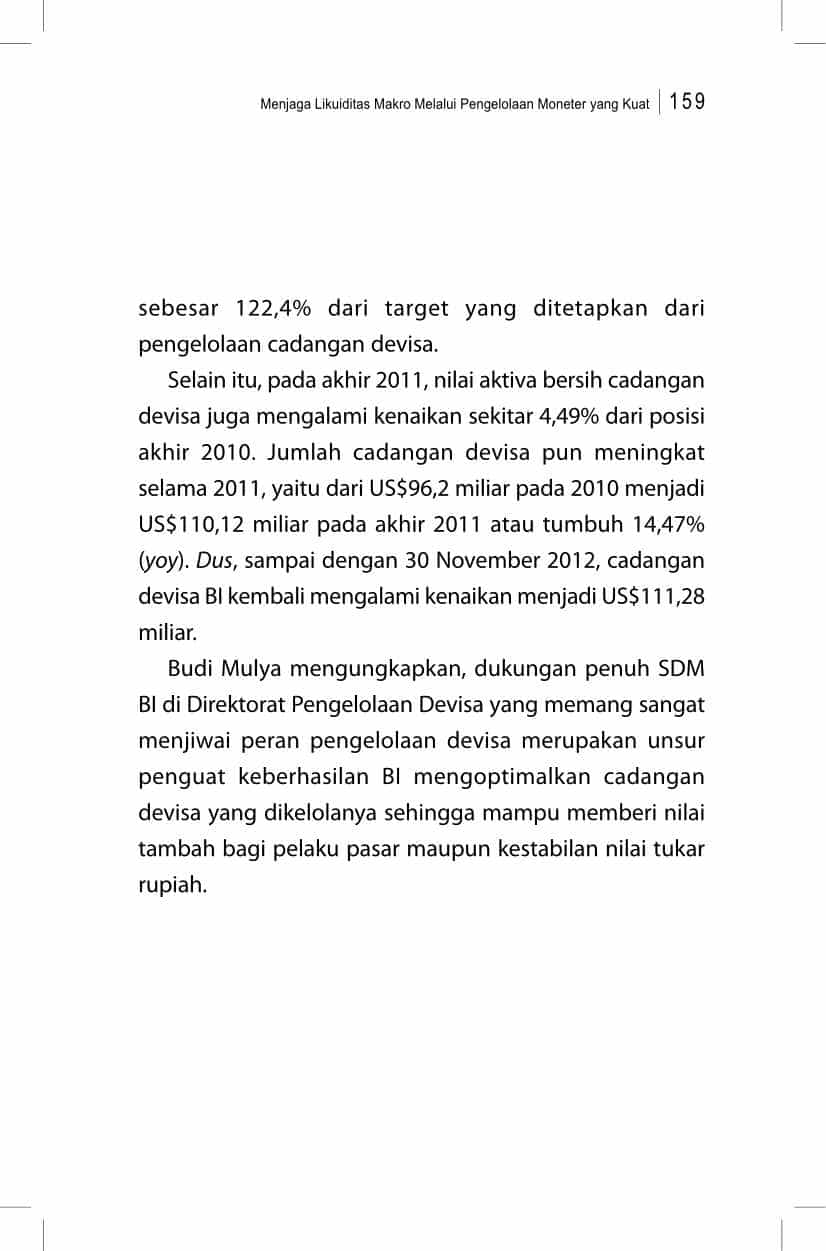 Menjaga Likuiditas Makro Melalui Pengelolaan Moneter yang Kuat 159
sebesar 122,4% dari target yang ditetapkan dari
pengelolaan cadangan devisa.
Selain itu, pada akhir 2011, nilai aktiva bersih cadangan
devisa juga mengalami kenaikan sekitar 4,49% dari posisi
akhir 2010. Jumlah cadangan devisa pun meningkat
selama 2011, yaitu dari US$96,2 miliar pada 2010 menjadi
US$110,12 miliar pada akhir 2011 atau tumbuh 14,47%
(yoy). Dus, sampai dengan 30 November 2012, cadangan
devisa BI kembali mengalami kenaikan menjadi US$111,28
miliar.
Budi Mulya mengungkapkan, dukungan penuh SDM
BI di Direktorat Pengelolaan Devisa yang memang sangat
menjiwai peran pengelolaan devisa merupakan unsur
penguat keberhasilan BI mengoptimalkan cadangan
devisa yang dikelolanya sehingga mampu memberi nilai
tambah bagi pelaku pasar maupun kestabilan nilai tukar
rupiah.